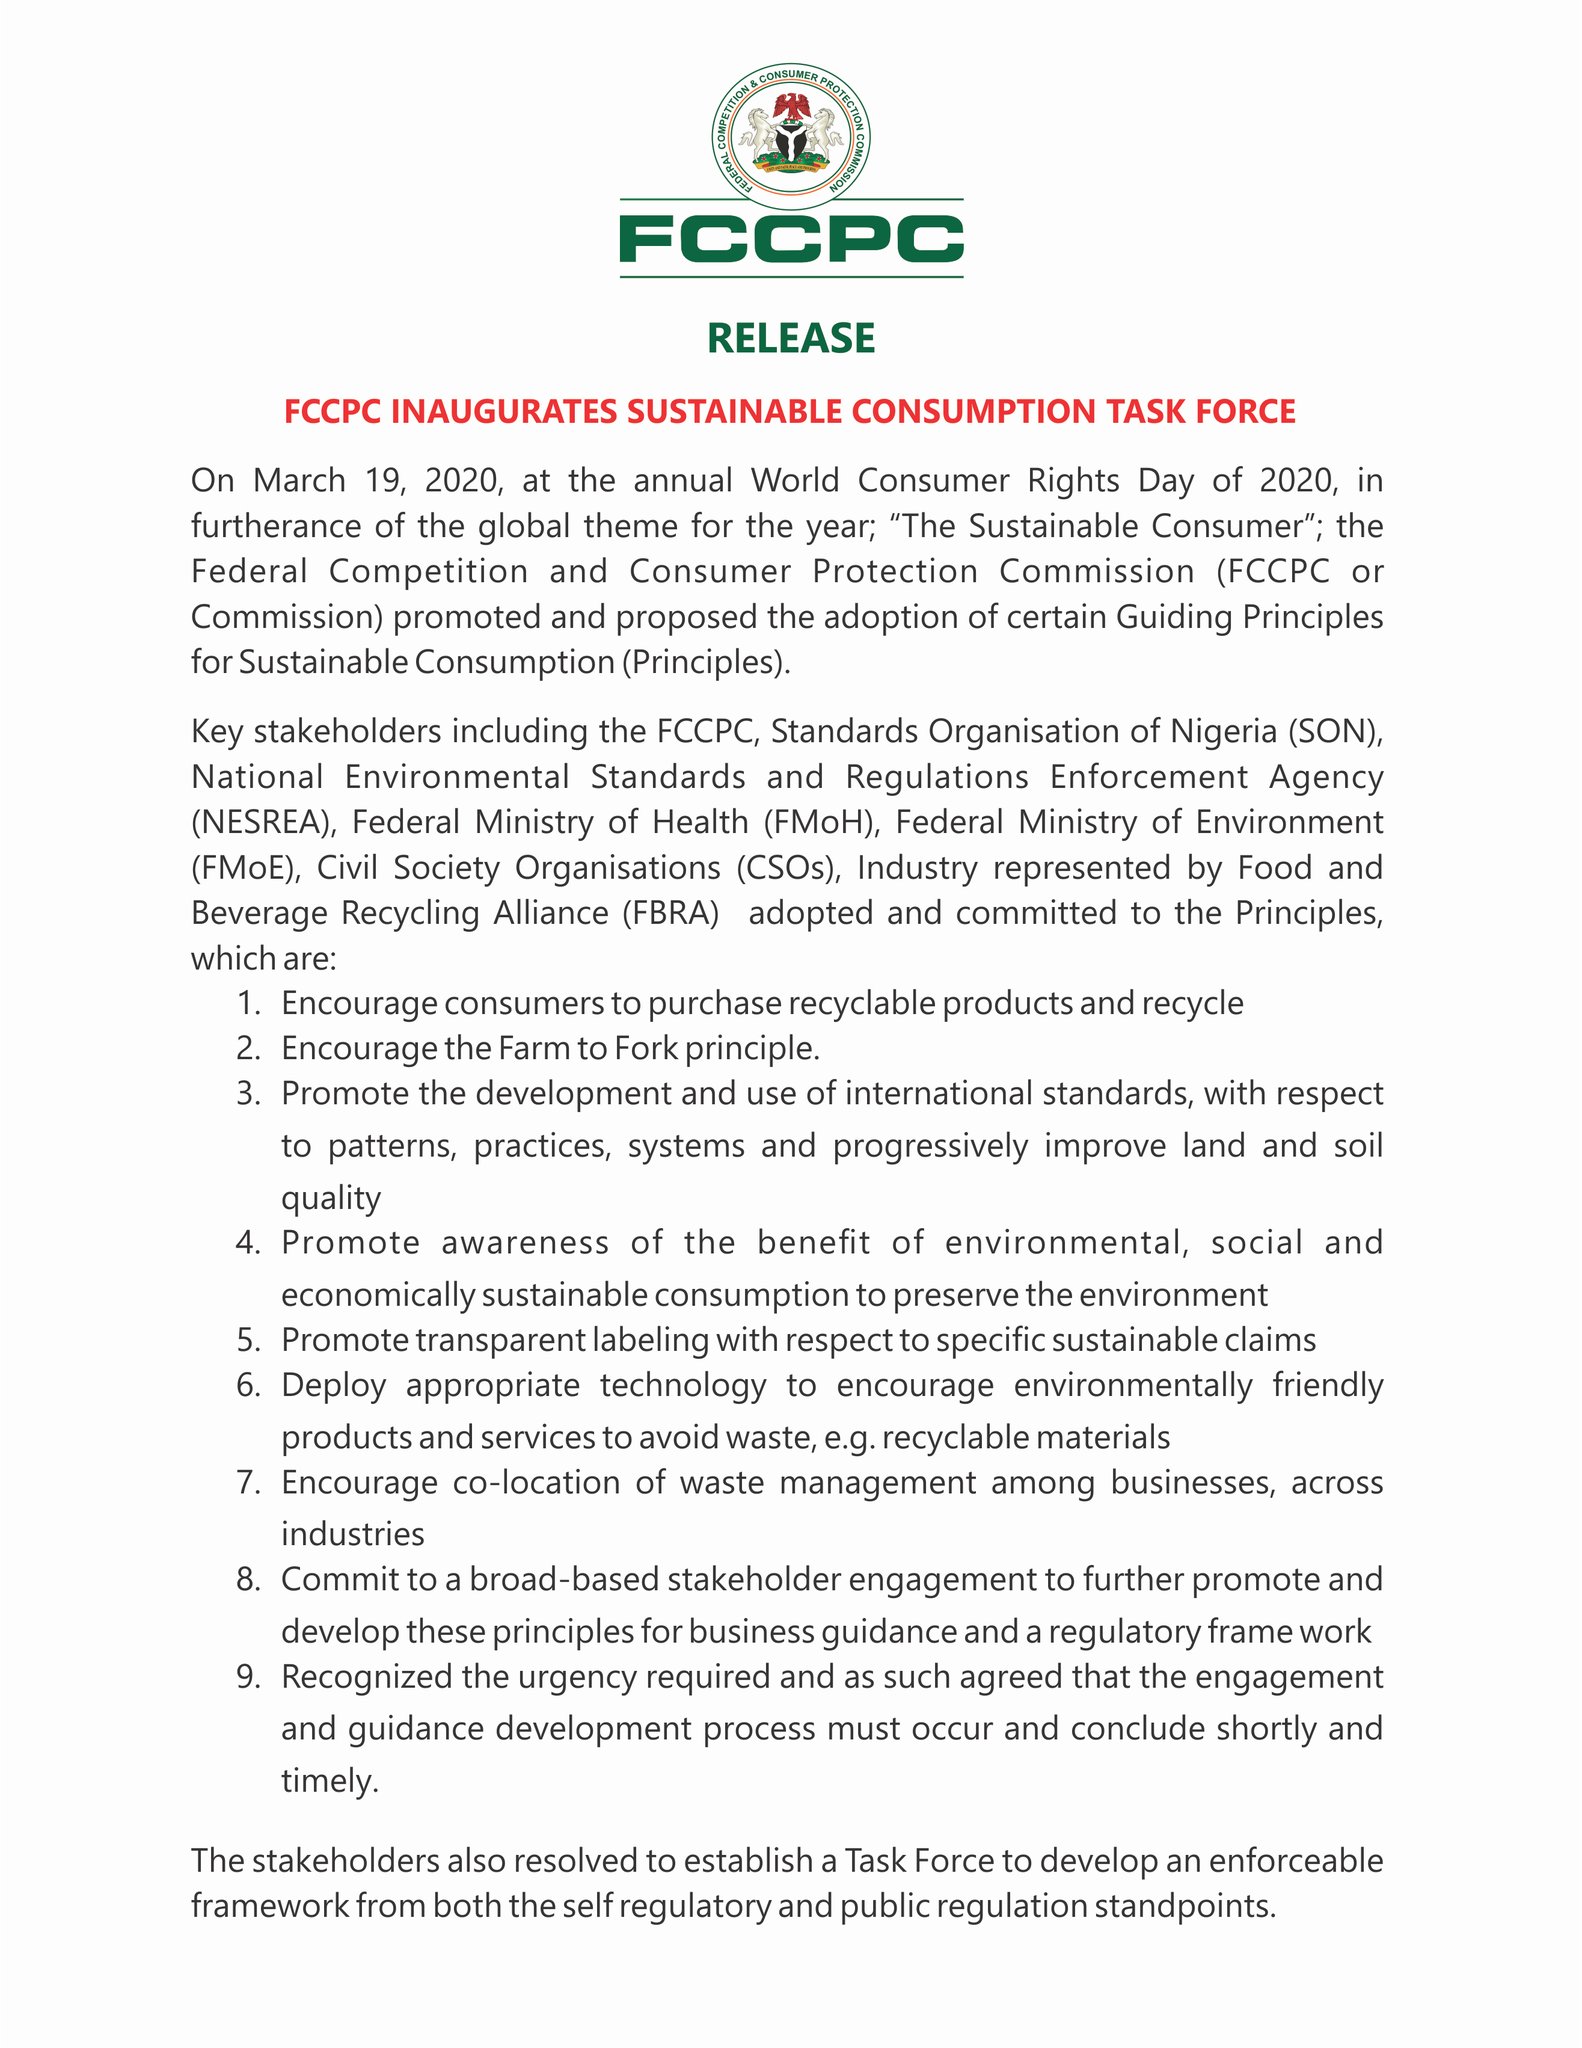 FEDERAL COMPETITION & CONSUMER PROTECTION COMMISSION
FCCPC
RELEASE
FCCPC INAUGURATES SUSTAINABLE CONSUMPTION TASK FORCE
On March 19, 2020, at the annual World Consumer Rights Day of 2020, in
furtherance of the global theme for the year; “The Sustainable Consumer”; the
Federal Competition and Consumer Protection Commission (FCCPC or
Commission) promoted and proposed the adoption of certain Guiding Principles
for Sustainable Consumption (Principles).
Key stakeholders including the FCCPC, Standards Organisation of Nigeria (SON),
National Environmental Standards and Regulations Enforcement Agency
(NESREA), Federal Ministry of Health (FMoH), Federal Ministry of Environment
(FMoE), Civil Society Organisations (CSOs), Industry represented by Food and
Beverage Recycling Alliance (FBRA) adopted and committed to the Principles,
which are:
1. Encourage consumers to purchase recyclable products and recycle
2. Encourage the Farm to Fork principle.
3. Promote the development and use of international standards, with respect
to patterns, practices, systems and progressively improve land and soil
quality
4. Promote awareness of the benefit of environmental, social and
economically sustainable consumption to preserve the environment
5. Promote transparent labeling with respect to specific sustainable claims
6. Deploy appropriate technology to encourage environmentally friendly
products and services to avoid waste, e.g. recyclable materials
7. Encourage co-location of waste management among businesses, across
industries
8. Commit to a broad-based stakeholder engagement to further promote and
develop these principles for business guidance and a regulatory frame work
9. Recognized the urgency required and as such agreed that the engagement
and guidance development process must occur and conclude shortly and
timely.
The stakeholders also resolved to establish a Task Force to develop an enforceable
framework from both the self regulatory and public regulation standpoints.